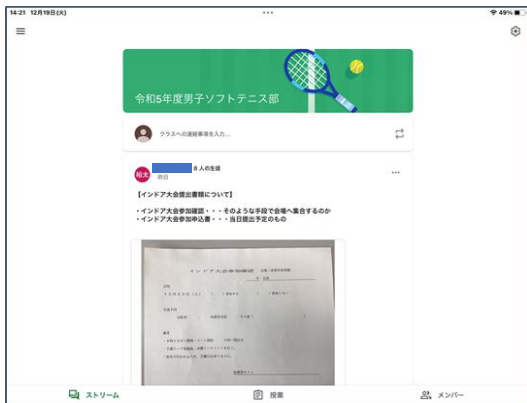 14:21 12月19日(火)
49%
令和5年度男子ソフトテニス部
クラスへの連絡事項を入力...
裕太
8 人の生徒
昨日
【インドア大会提出書類について】
・インドア大会参加確認・・・そのような手段で会場へ集合するのか
・インドア大会参加申込書・・・当日提出予定のもの
インドア大会参加確認
ストリーム
授業
メンバー